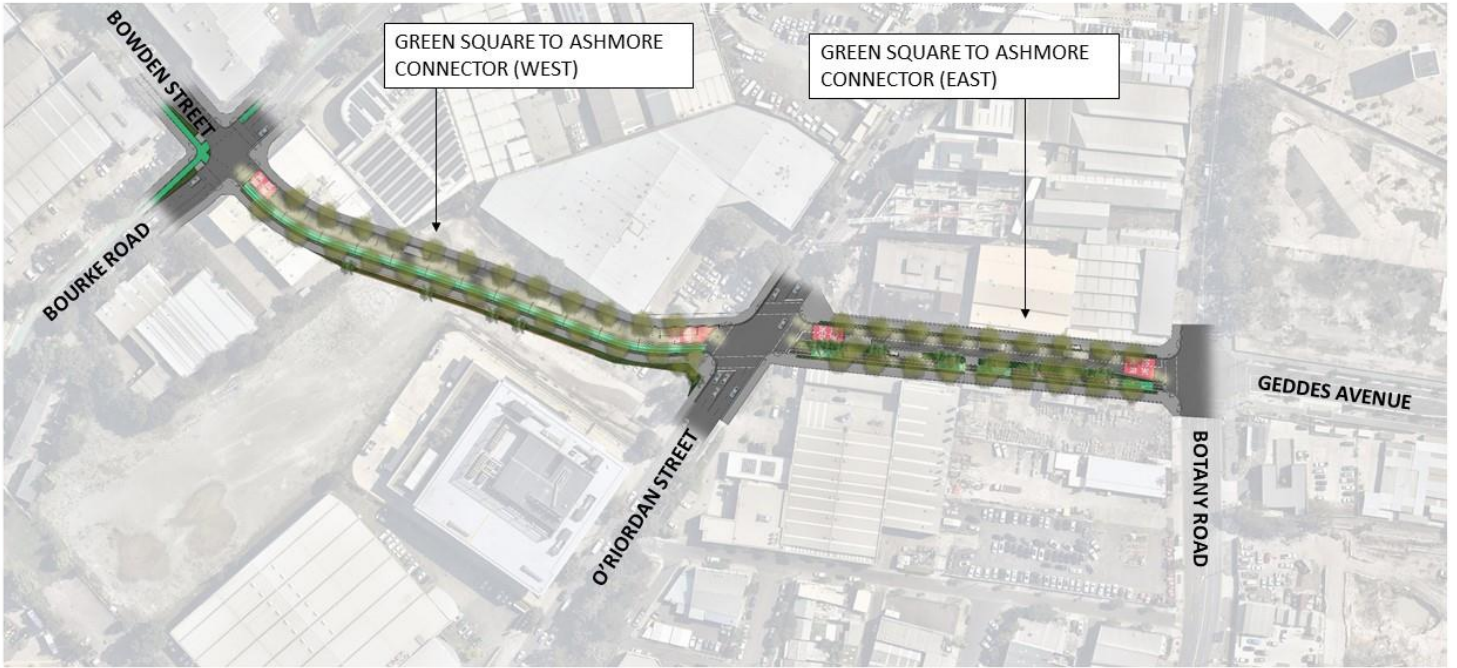 BOWDEN STREET
GREEN SQUARE TO ASHMORE
CONNECTOR (WEST)
GREEN SQUARE TO ASHMORE
CONNECTOR (EAST)
BOURKE ROAD
O'RIORDAN STREET
GEDDES AVENUE
BOTANY ROAD